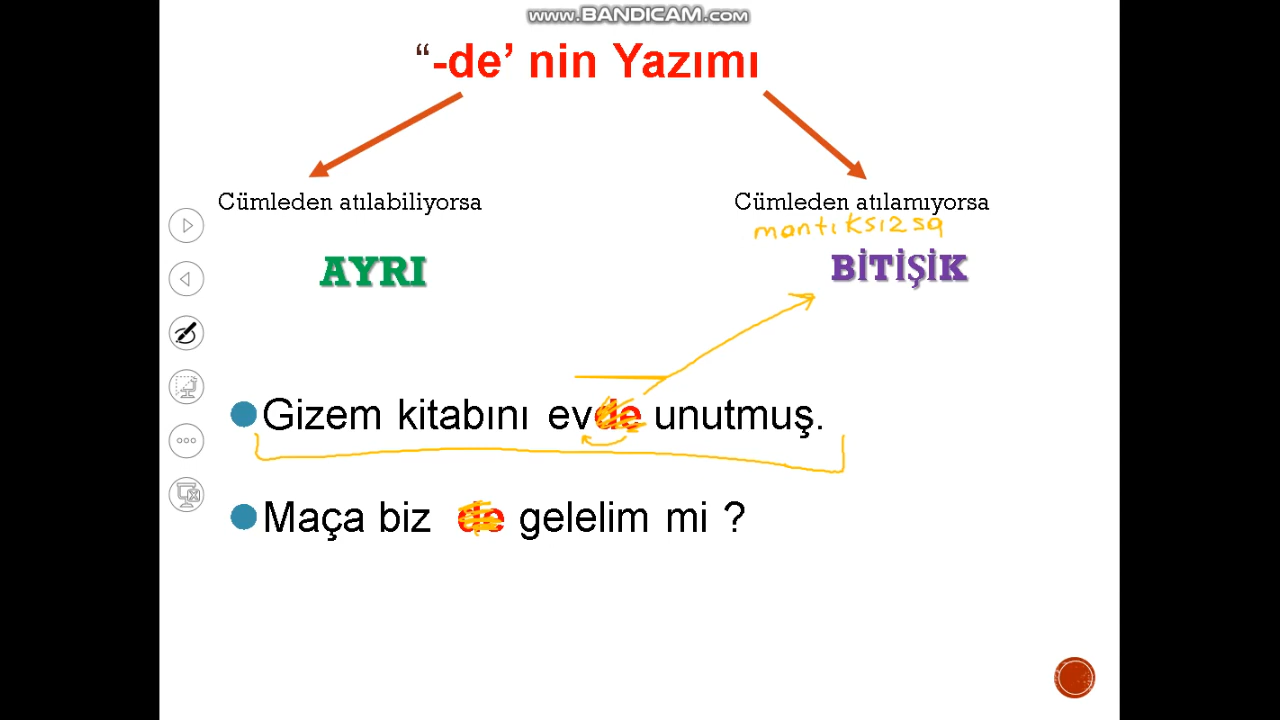 www.BANDICAM.com
“-de’ nin Yazımı
Cümleden atılabiliyorsa
Cümleden atılamıyorsa
mantıksızsa
AYRI
BİTİŞİK
Gizem kitabını evde unutmuş.
Maça biz de gelelim mi ?